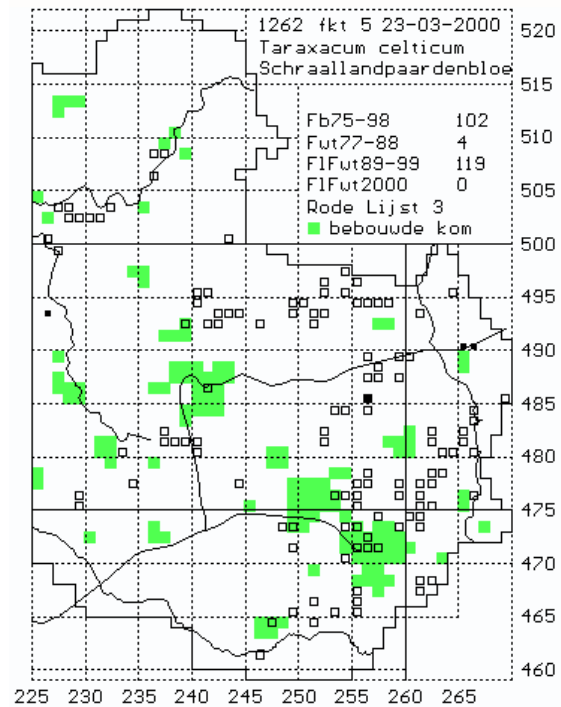 1262 fkt 5 23-03-2000
Taraxacum celticum
Schraallandpaardenbloe
Fb75-98 102
Fwt77-88 4
FlFwt89-99 119
FlFwt2000 0
Rode Lijst 3
bebouwde kom
520
515
510
505
500
495
490
485
480
475
470
465
460
225 230 235 240 245 250 255 260 265